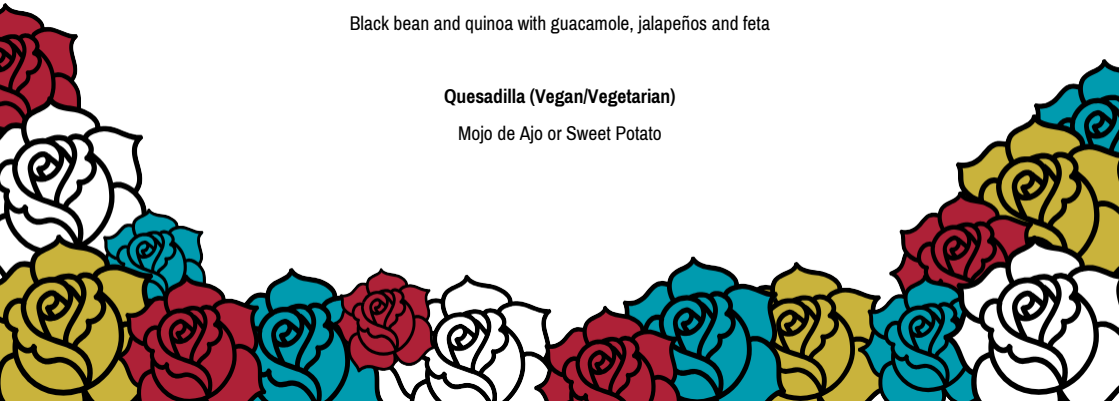 Black bean and quinoa with guacamole, jalapeños and feta
Quesadilla (Vegan/Vegetarian)
Mojo de Ajo or Sweet Potato